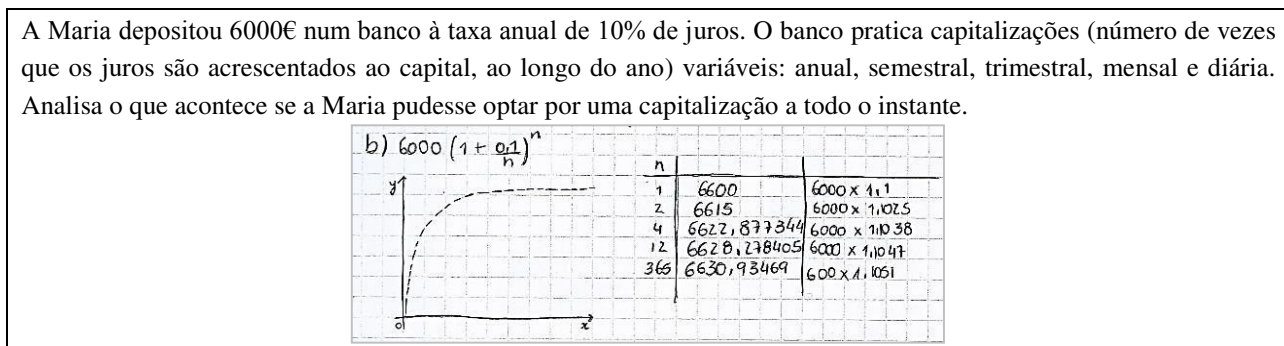 A Maria depositou 6000€ num banco à taxa anual de 10% de juros. O banco pratica capitalizações (número de vezes
que os juros são acrescentados ao capital, ao longo do ano) variáveis: anual, semestral, trimestral, mensal e diária.
Analisa o que acontece se a Maria pudesse optar por uma capitalização a todo o instante.
b) 6000 (1 + 0,1/n)^n
y
0
x
n
1 6600 6000 x 1,1
2 6615 6000 x 1,1025
4 6622,877344 6000 x 1,1038
12 6628,278405 6000 x 1,1047
365 6630,93469 600 x 1,1051